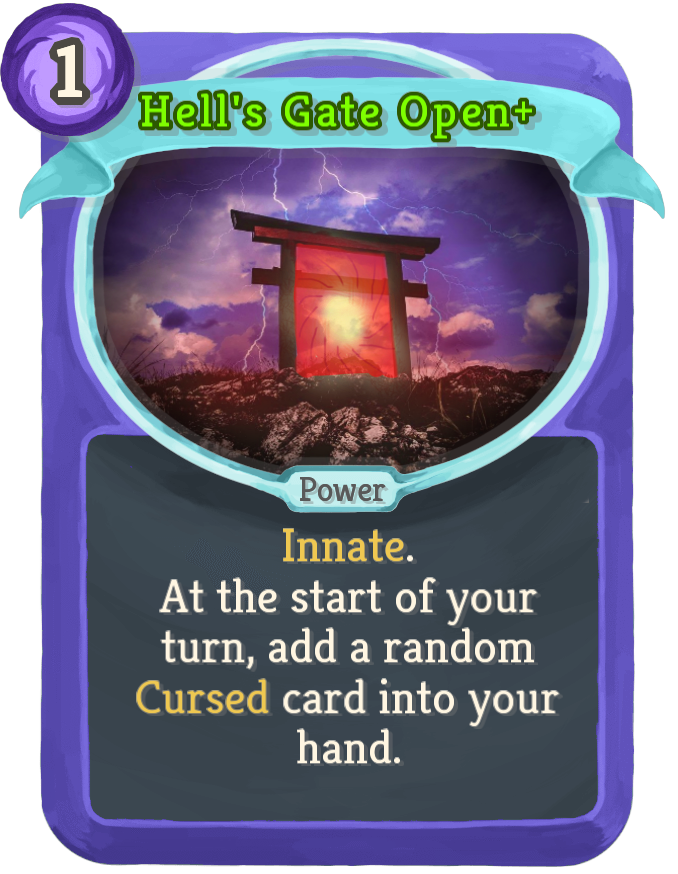 1
Hell's Gate Open+
Power
Innate.
At the start of your
turn, add a random
Cursed card into your
hand.